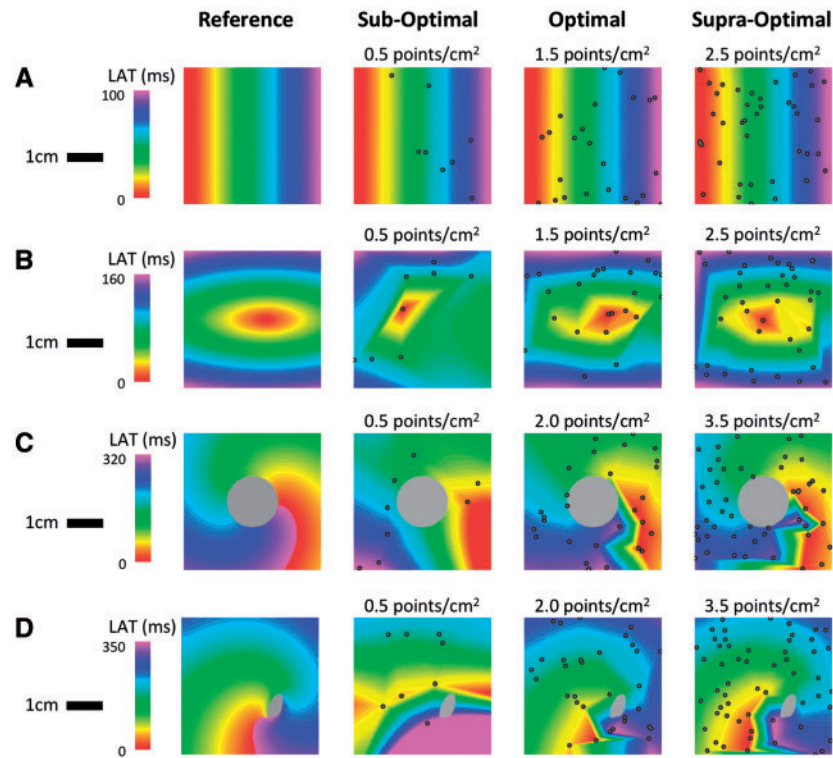 Reference Sub-Optimal Optimal Supra-Optimal
0.5 points/cm² 1.5 points/cm² 2.5 points/cm²
A LAT (ms)
100
1cm
0
0.5 points/cm² 1.5 points/cm² 2.5 points/cm²
B LAT (ms)
160
1cm
0
0.5 points/cm² 2.0 points/cm² 3.5 points/cm²
C LAT (ms)
320
1cm
0
0.5 points/cm² 2.0 points/cm² 3.5 points/cm²
D LAT (ms)
350
1cm
0